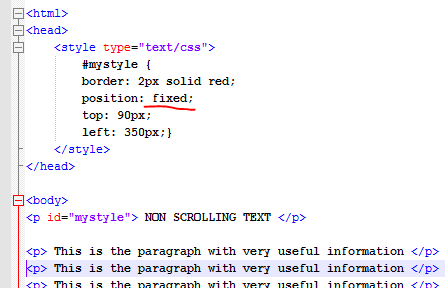 <html>
<head>
<style type="text/css">
#mystyle {
border: 2px solid red;
position: fixed;
top: 90px;
left: 350px;}
</style>
</head>
<body>
<p id="mystyle"> NON SCROLLING TEXT </p>
<p> This is the paragraph with very useful information </p>
<p> This is the paragraph with very useful information </p>
<p> This is the paragraph with very useful information </p>